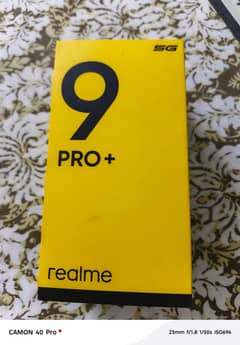 5G
9
PRO+
realme
CAMON 40 Pro
25mm f/1.8 1/50s ISO694